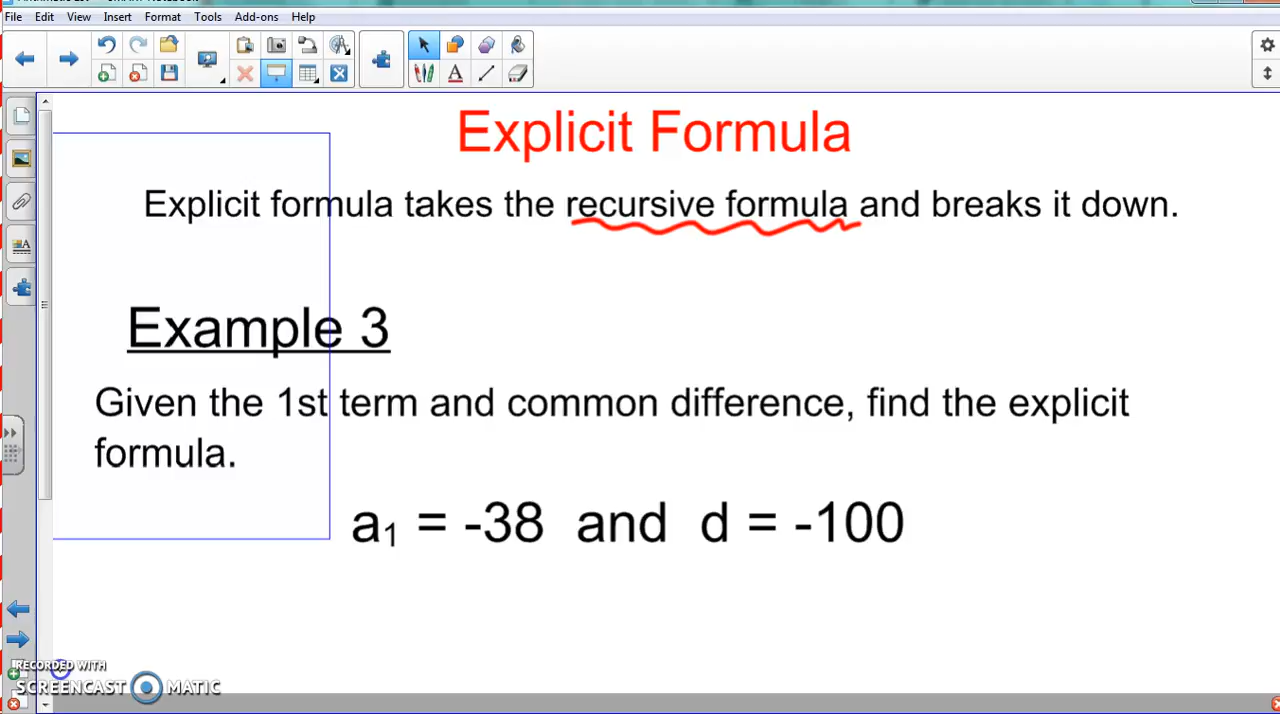 File Edit View Insert Format Tools Add-ons Help
Explicit Formula
Explicit formula takes the recursive formula and breaks it down.
Example 3
Given the 1st term and common difference, find the explicit
formula.
a₁ = -38 and d = -100
RECORDED WITH
SCREENCAST MATIC